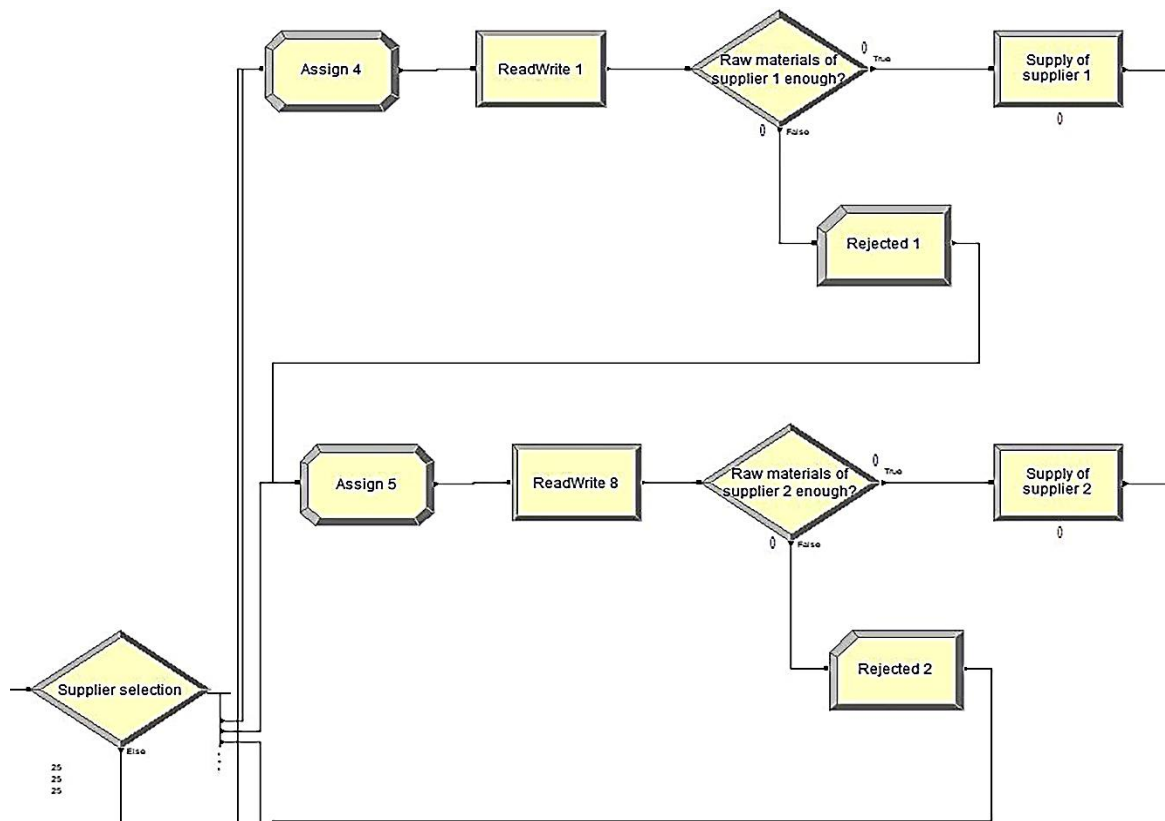 Assign 4
ReadWrite 1
Raw materials of
supplier 1 enough?
0
True
0
False
Supply of
supplier 1
0
Rejected 1
Assign 5
ReadWrite 8
Raw materials of
supplier 2 enough?
0
True
0
False
Supply of
supplier 2
0
Rejected 2
Supplier selection
Else
25
25
25